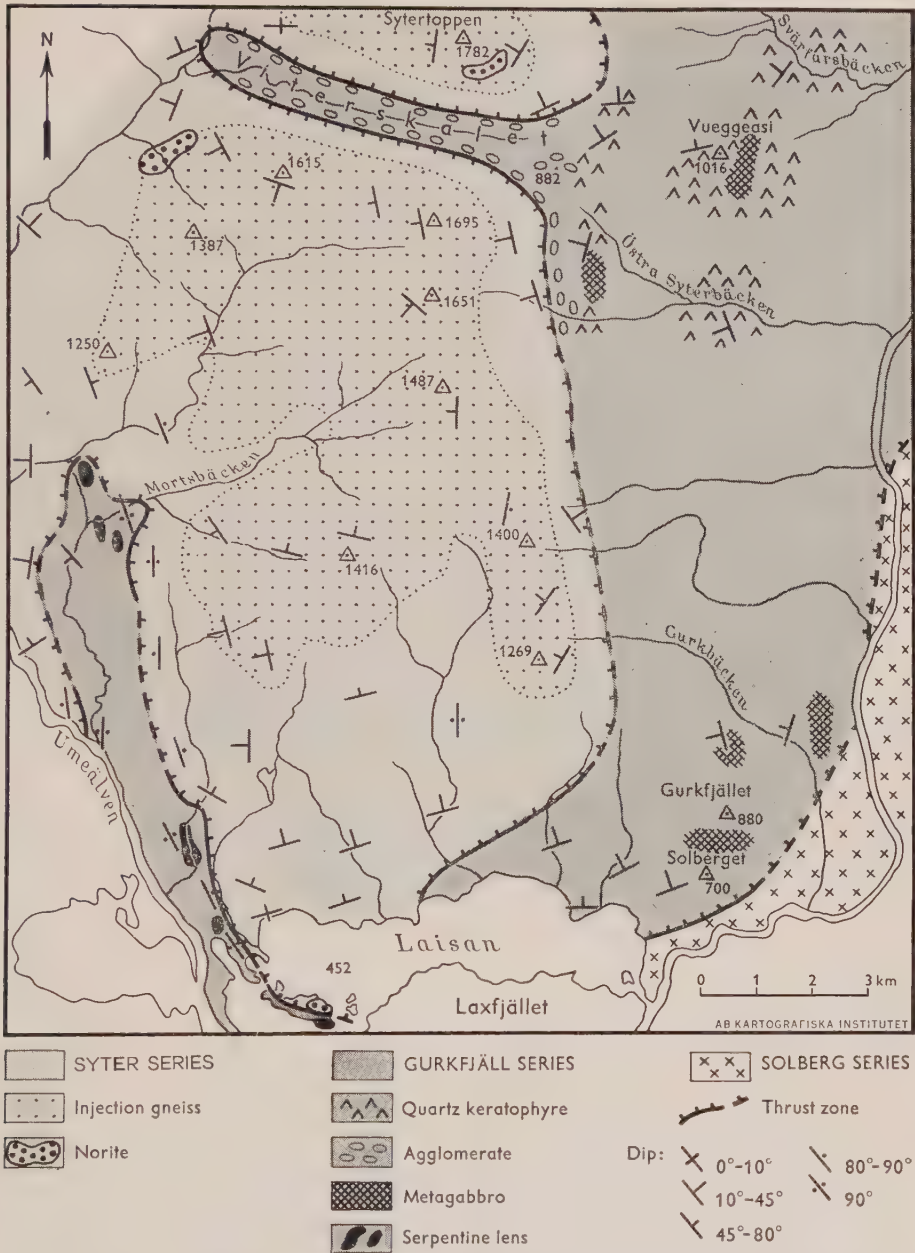 Sytertoppen
1782
N
Viterskalet
Svärfarsbäcken
Vueggeasi
1016
1615
882
1387
1695
Östra Syterbäcken
1651
1250
1487
Mortsbäcken
1400
1416
Gurkbäcken
1269
Umeälven
Gurkfjället
880
Solberget
700
Laisan
452
Laxfjället
0 1 2 3 km
AB KARTOGRAFISKA INSTITUTET
SYTER SERIES
Injection gneiss
Norite
GURKFJÄLL SERIES
Quartz keratophyre
Agglomerate
Metagabbro
Serpentine lens
SOLBERG SERIES
Thrust zone
Dip:
0°-10°
10°-45°
45°-80°
80°-90°
90°